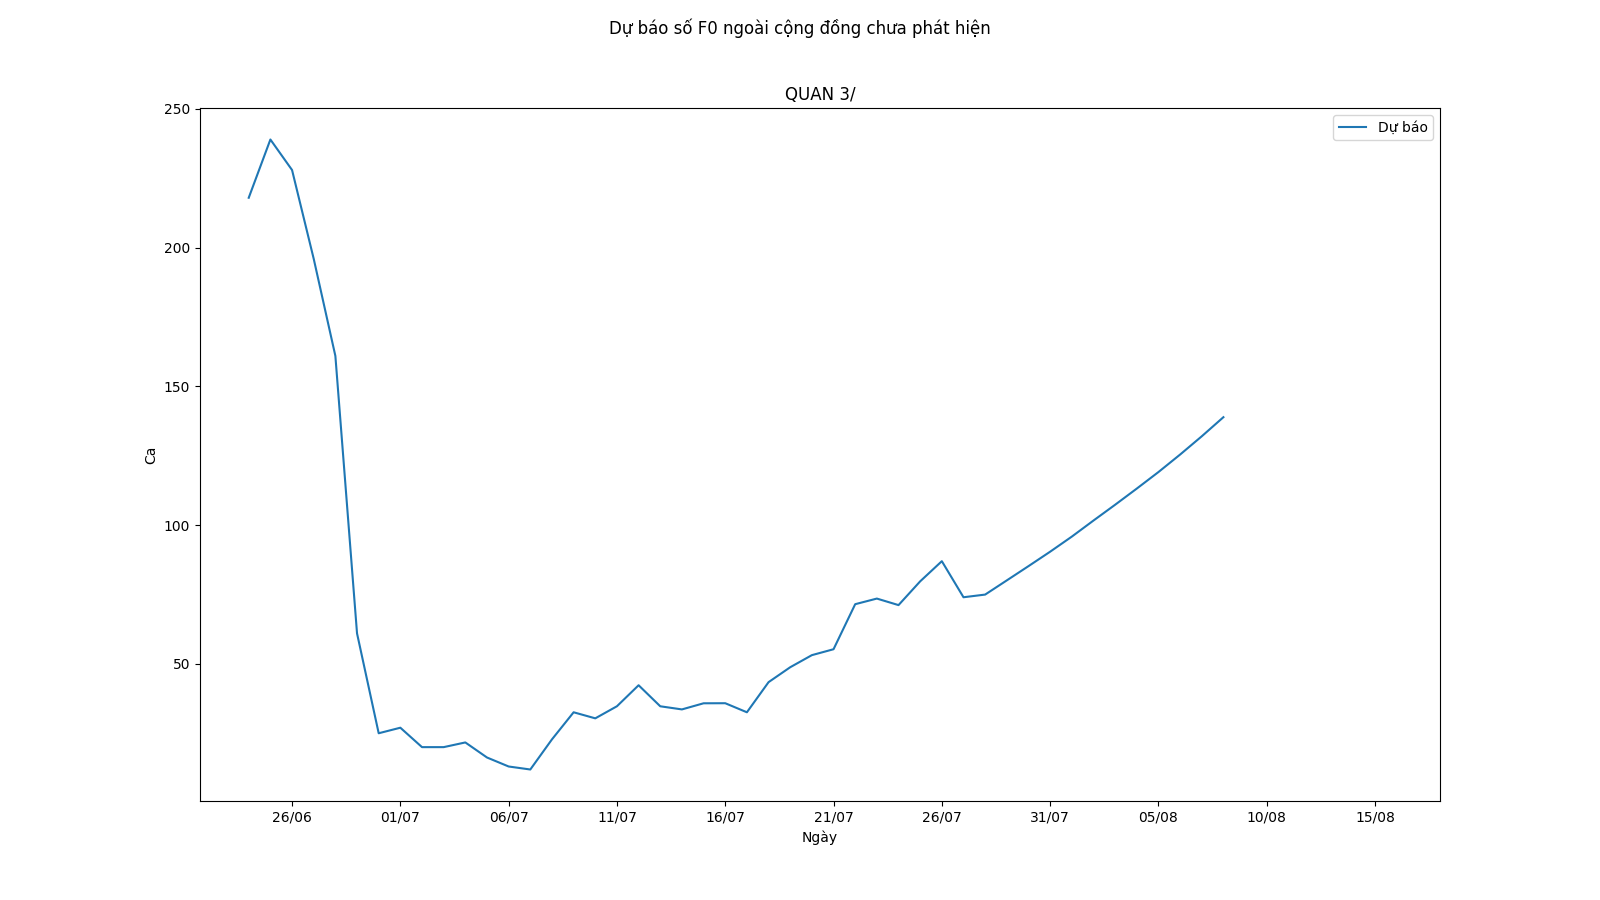 Dự báo số F0 ngoài cộng đồng chưa phát hiện
QUAN 3/
Dự báo
250
200
150
100
50
Ca
26/06 01/07 06/07 11/07 16/07 21/07 26/07 31/07 05/08 10/08 15/08
Ngày